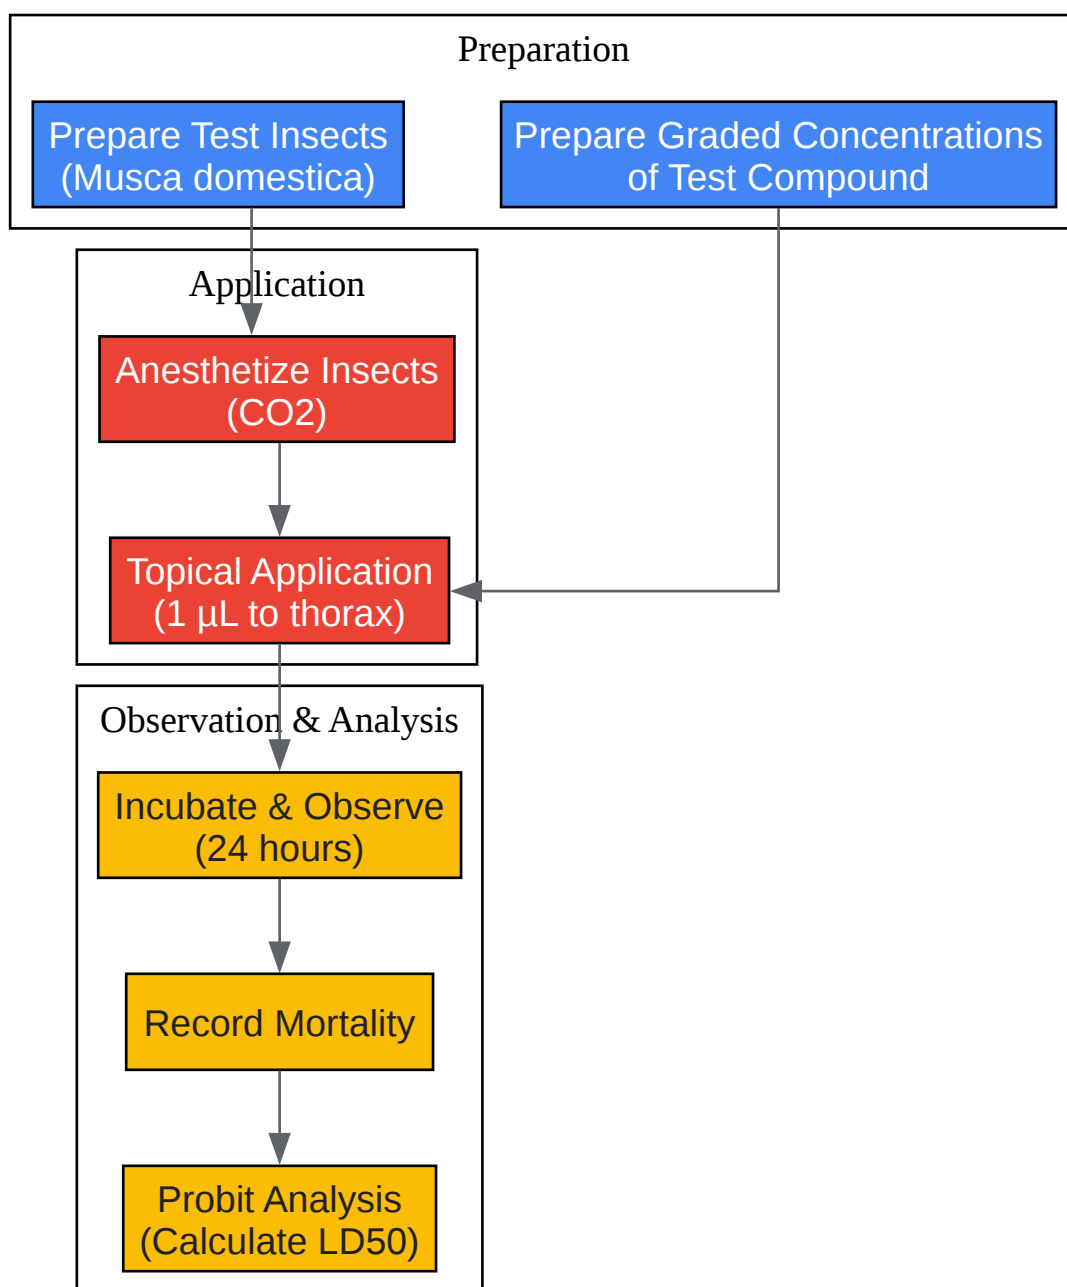 Preparation
Prepare Test Insects
(Musca domestica)
Prepare Graded Concentrations
of Test Compound
Application
Anesthetize Insects
(CO2)
Topical Application
(1 µL to thorax)
Observation & Analysis
Incubate & Observe
(24 hours)
Record Mortality
Probit Analysis
(Calculate LD50)